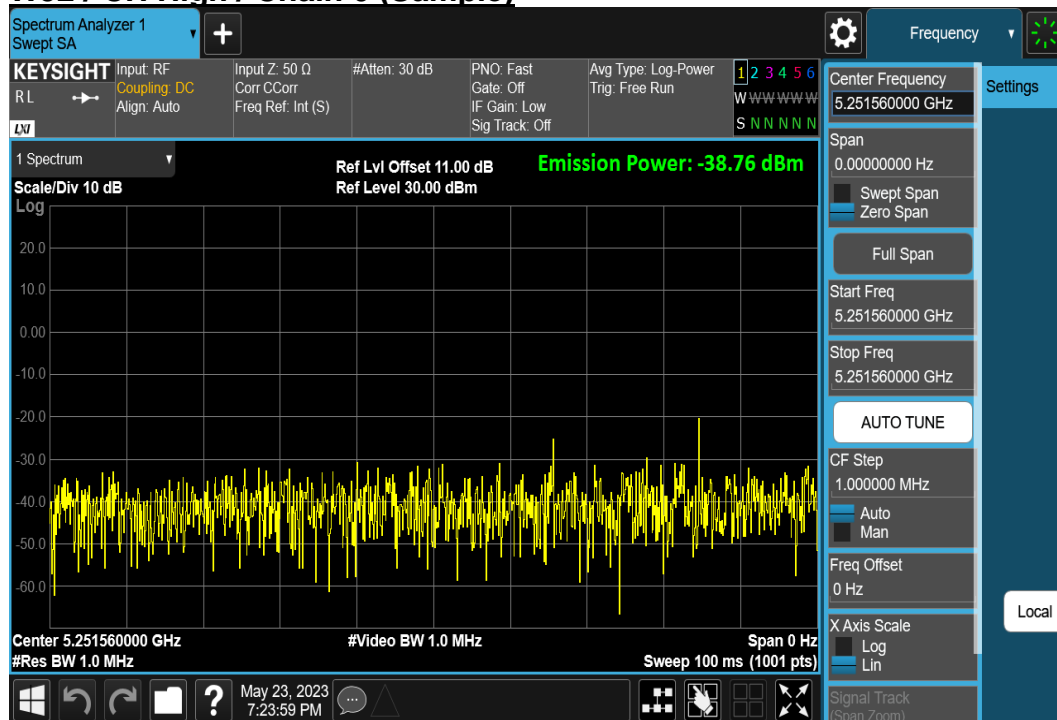 Spectrum Analyzer 1
Swept SA
+
Frequency
KEYSIGHT
R L
LXI
Input: RF
Coupling: DC
Align: Auto
Input Z: 50 Ω
Corr CCorr
Freq Ref: Int (S)
#Atten: 30 dB
PNO: Fast
Gate: Off
IF Gain: Low
Sig Track: Off
Avg Type: Log-Power
Trig: Free Run
1 2 3 4 5 6
W W W W W W
S N N N N N
1 Spectrum
Scale/Div 10 dB
Log
Ref Lvl Offset 11.00 dB
Ref Level 30.00 dBm
Emission Power: -38.76 dBm
20.0
10.0
0.00
-10.0
-20.0
-30.0
-40.0
-50.0
-60.0
Center 5.251560000 GHz
#Res BW 1.0 MHz
#Video BW 1.0 MHz
Span 0 Hz
Sweep 100 ms (1001 pts)
?
May 23, 2023
7:23:59 PM
Center Frequency
5.251560000 GHz
Span
0.00000000 Hz
Swept Span
Zero Span
Full Span
Start Freq
5.251560000 GHz
Stop Freq
5.251560000 GHz
AUTO TUNE
CF Step
1.000000 MHz
Auto
Man
Freq Offset
0 Hz
X Axis Scale
Log
Lin
Signal Track
(Span Zoom)
Settings
Local